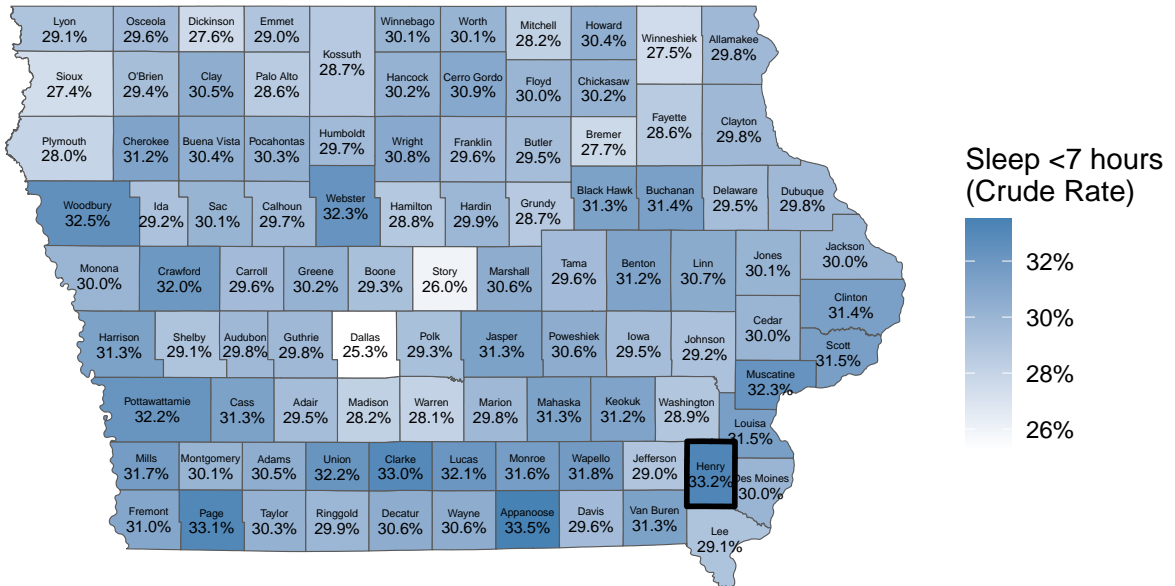 Lyon
29.1%
Osceola
29.6%
Dickinson
27.6%
Emmet
29.0%
Kossuth
28.7%
Winnebago
30.1%
Worth
30.1%
Mitchell
28.2%
Howard
30.4%
Winneshiek
27.5%
Allamakee
29.8%
Sioux
27.4%
O'Brien
29.4%
Clay
30.5%
Palo Alto
28.6%
Hancock
30.2%
Cerro Gordo
30.9%
Floyd
30.0%
Chickasaw
30.2%
Fayette
28.6%
Clayton
29.8%
Plymouth
28.0%
Cherokee
31.2%
Buena Vista
30.4%
Pocahontas
30.3%
Humboldt
29.7%
Wright
30.8%
Franklin
29.6%
Butler
29.5%
Bremer
27.7%
Woodbury
32.5%
Ida
29.2%
Sac
30.1%
Calhoun
29.7%
Webster
32.3%
Hamilton
28.8%
Hardin
29.9%
Grundy
28.7%
Black Hawk
31.3%
Buchanan
31.4%
Delaware
29.5%
Dubuque
29.8%
Monona
30.0%
Crawford
32.0%
Carroll
29.6%
Greene
30.2%
Boone
29.3%
Story
26.0%
Marshall
30.6%
Tama
29.6%
Benton
31.2%
Linn
30.7%
Jones
30.1%
Jackson
30.0%
Clinton
31.4%
Harrison
31.3%
Shelby
29.1%
Audubon
29.8%
Guthrie
29.8%
Dallas
25.3%
Polk
29.3%
Jasper
31.3%
Poweshiek
30.6%
Iowa
29.5%
Johnson
29.2%
Cedar
30.0%
Scott
31.5%
Muscatine
32.3%
Pottawattamie
32.2%
Cass
31.3%
Adair
29.5%
Madison
28.2%
Warren
28.1%
Marion
29.8%
Mahaska
31.3%
Keokuk
31.2%
Washington
28.9%
Louisa
31.5%
Mills
31.7%
Montgomery
30.1%
Adams
30.5%
Union
32.2%
Clarke
33.0%
Lucas
32.1%
Monroe
31.6%
Wapello
31.8%
Jefferson
29.0%
Henry
33.2%
Des Moines
30.0%
Fremont
31.0%
Page
33.1%
Taylor
30.3%
Ringgold
29.9%
Decatur
30.6%
Wayne
30.6%
Appanoose
33.5%
Davis
29.6%
Van Buren
31.3%
Lee
29.1%
Sleep <7 hours
(Crude Rate)
32%
30%
28%
26%